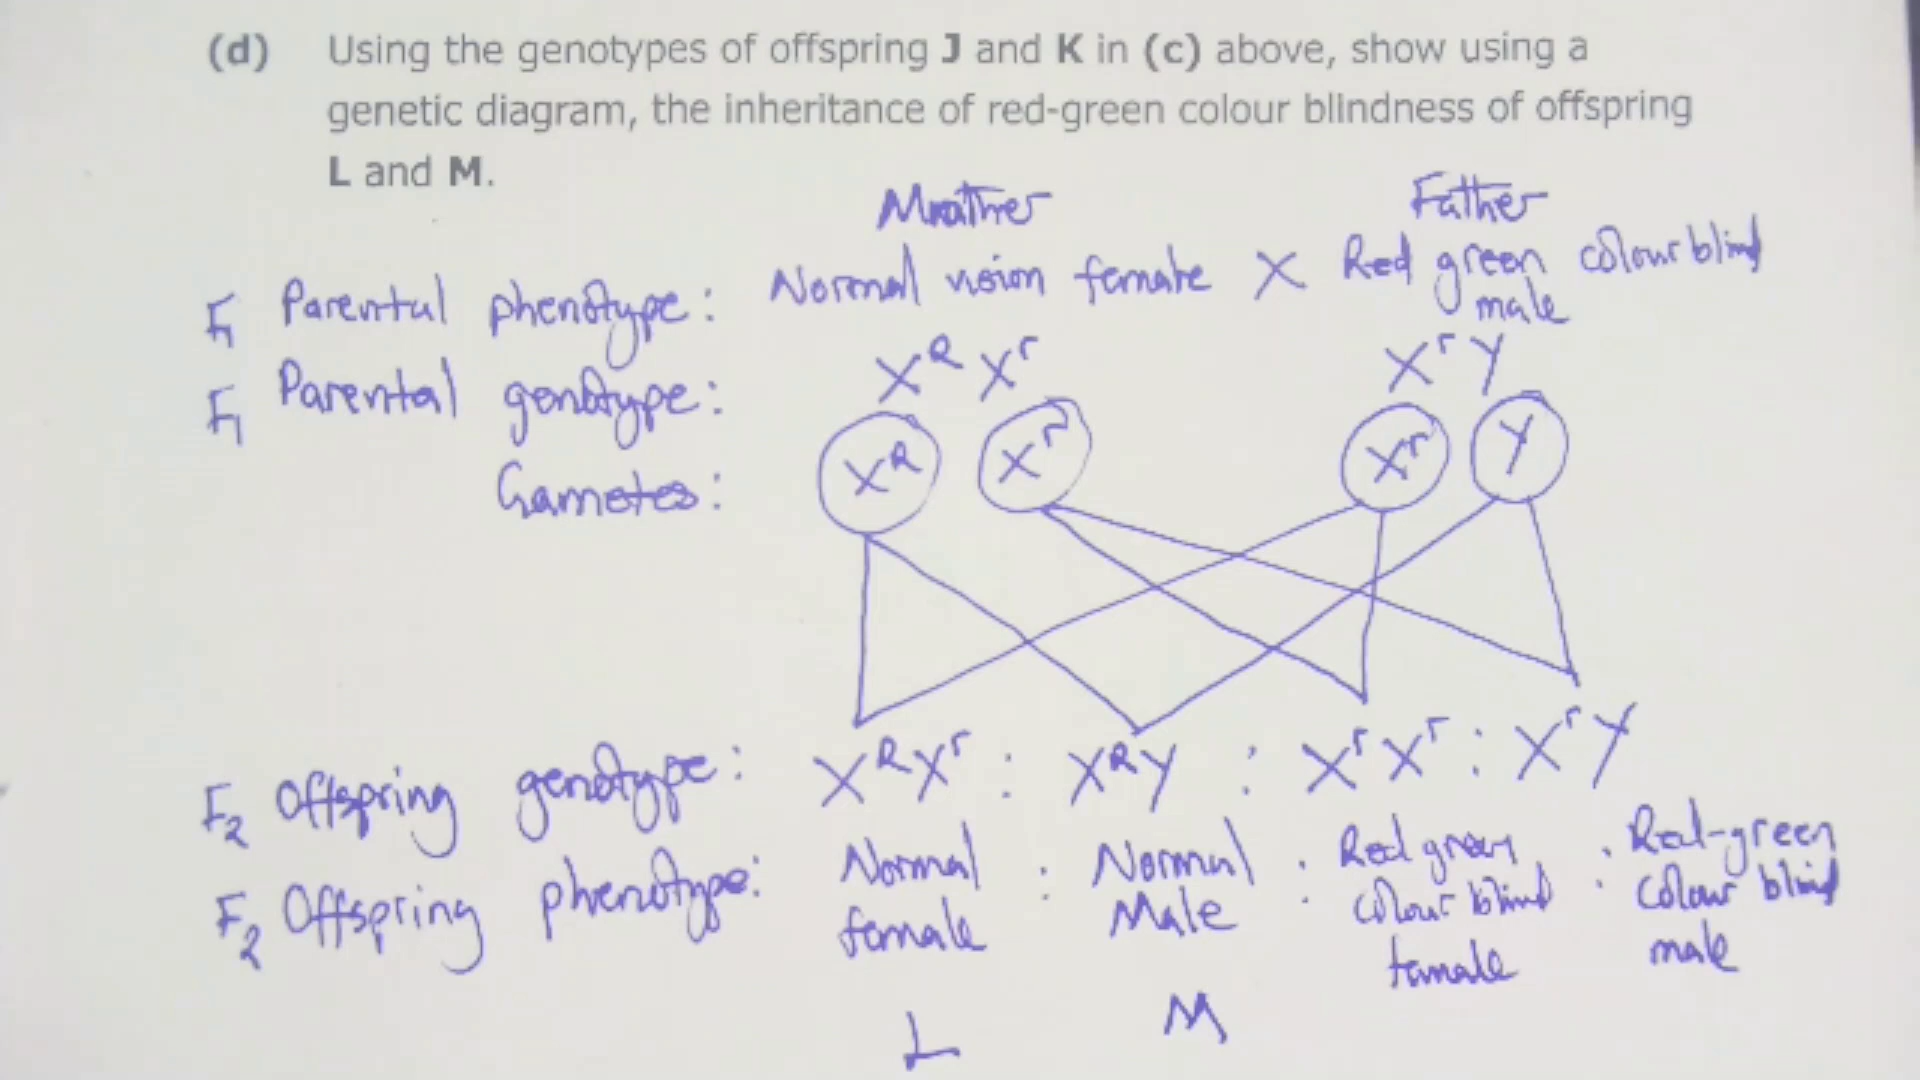 (d) Using the genotypes of offspring J and K in (c) above, show using a
genetic diagram, the inheritance of red-green colour blindness of offspring
L and M.
Mother Father
F1 Parental phenotype: Normal vision female X Red green colour blind
male
F1 Parental genotype: X^R X^r X^r Y
Gametes: X^R X^r X^r Y
F2 Offspring genotype: X^R X^r : X^R Y : X^r X^r : X^r Y
F2 Offspring phenotype: Normal : Normal : Red green : Red-green
female Male colour blind colour blind
female male
L M